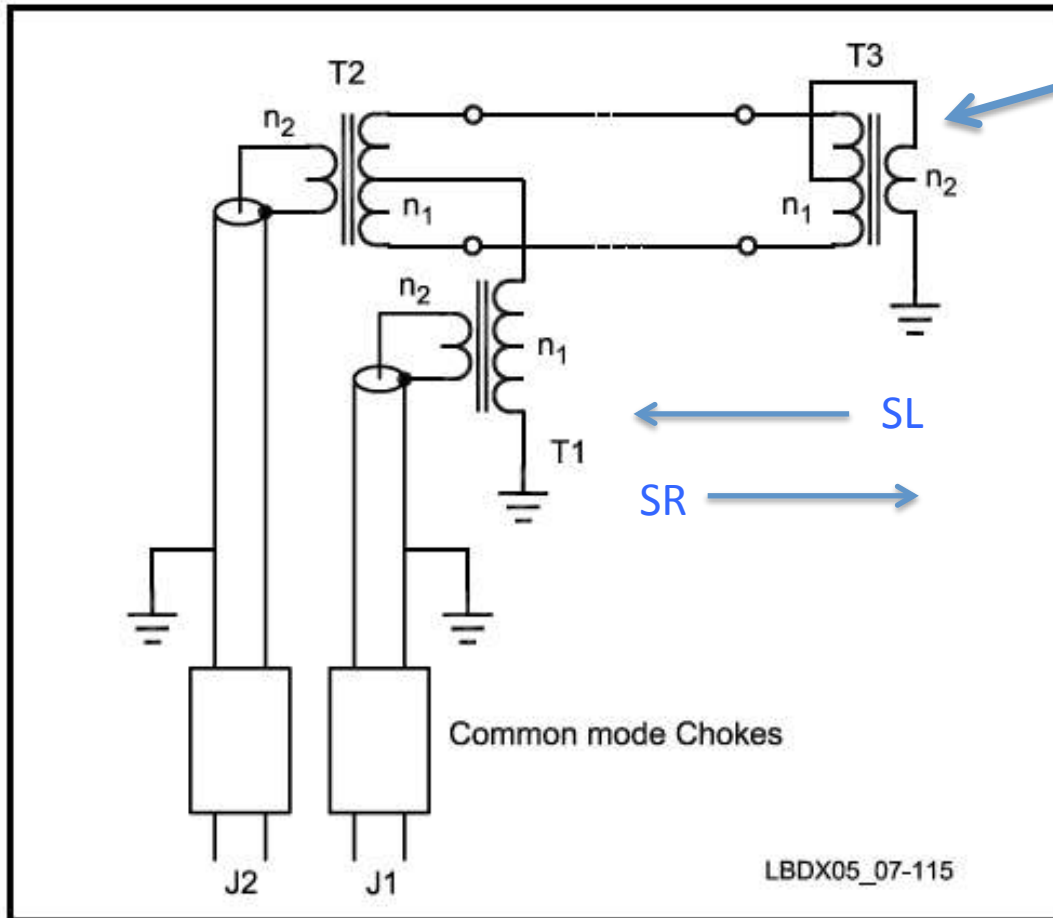 T2
T3
n₂
n₁
n₁
n₂
n₂
n₁
SL
T1
SR
Common mode Chokes
J2
J1
LBDX05_07-115